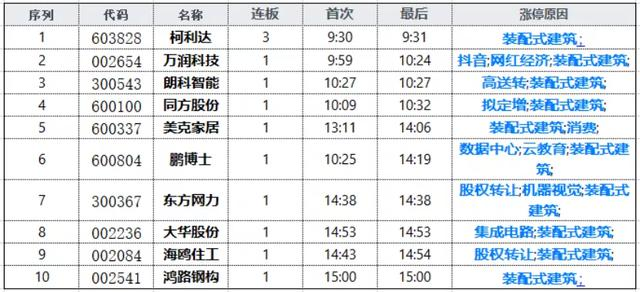 序列 代码 名称 连板 首次 最后 涨停原因
1 603828 柯利达 3 9:30 9:31 装配式建筑;
2 002654 万润科技 1 9:59 10:24 抖音;网红经济;装配式建筑;
3 300543 朗科智能 1 10:27 10:27 高送转;装配式建筑;
4 600100 同方股份 1 10:09 10:32 拟定增;装配式建筑;
5 600337 美克家居 1 13:11 14:06 装配式建筑;消费;
6 600804 鹏博士 1 10:25 14:19 数据中心;云教育;装配式建
筑;
7 300367 东方网力 1 14:38 14:38 股权转让;机器视觉;装配式
建筑;
8 002236 大华股份 1 14:53 14:53 集成电路;装配式建筑;
9 002084 海鸥住工 1 14:43 14:54 股权转让;装配式建筑;
10 002541 鸿路钢构 1 15:00 15:00 装配式建筑;